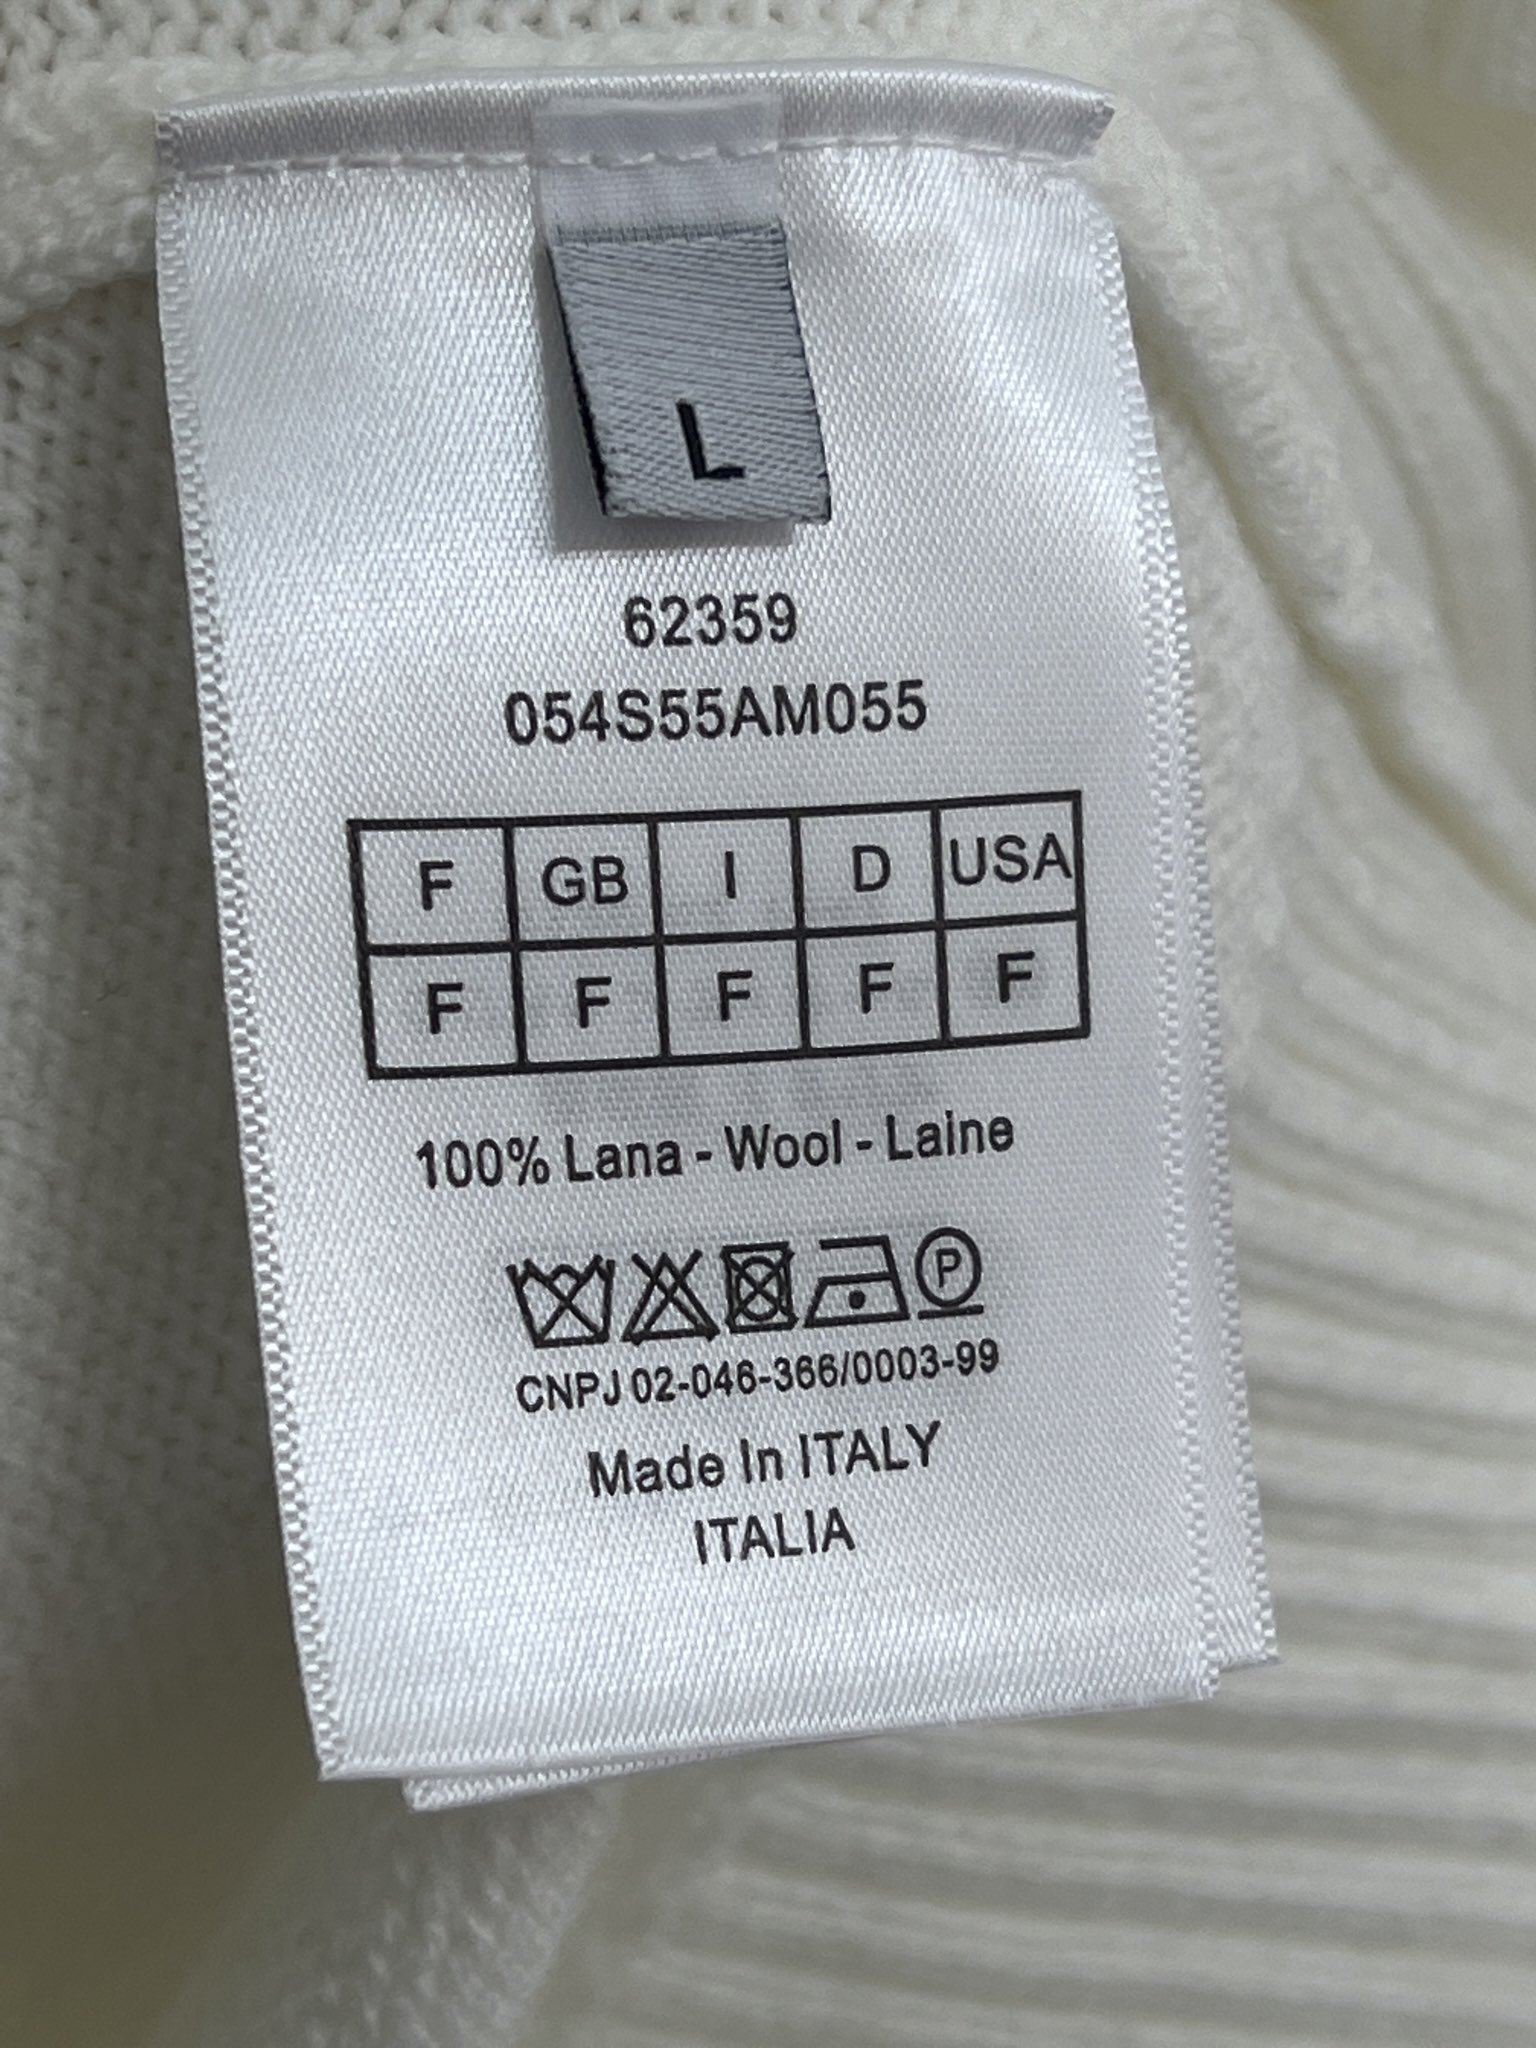 L
62359
054S55AM055
F GB I D USA
F F F F F
100% Lana - Wool - Laine
P
CNPJ 02-046-366/0003-99
Made In ITALY
ITALIA